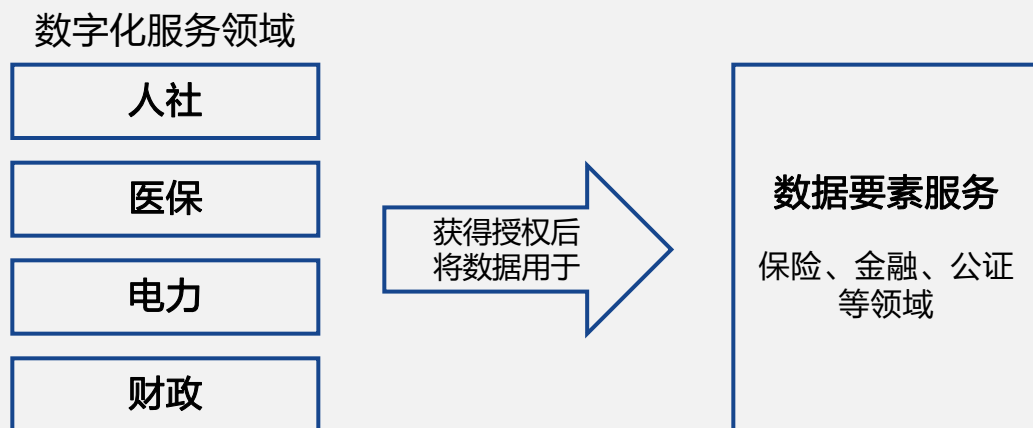 数字化服务领域
人社
医保
电力
财政
获得授权后
将数据用于
数据要素服务
保险、金融、公证
等领域